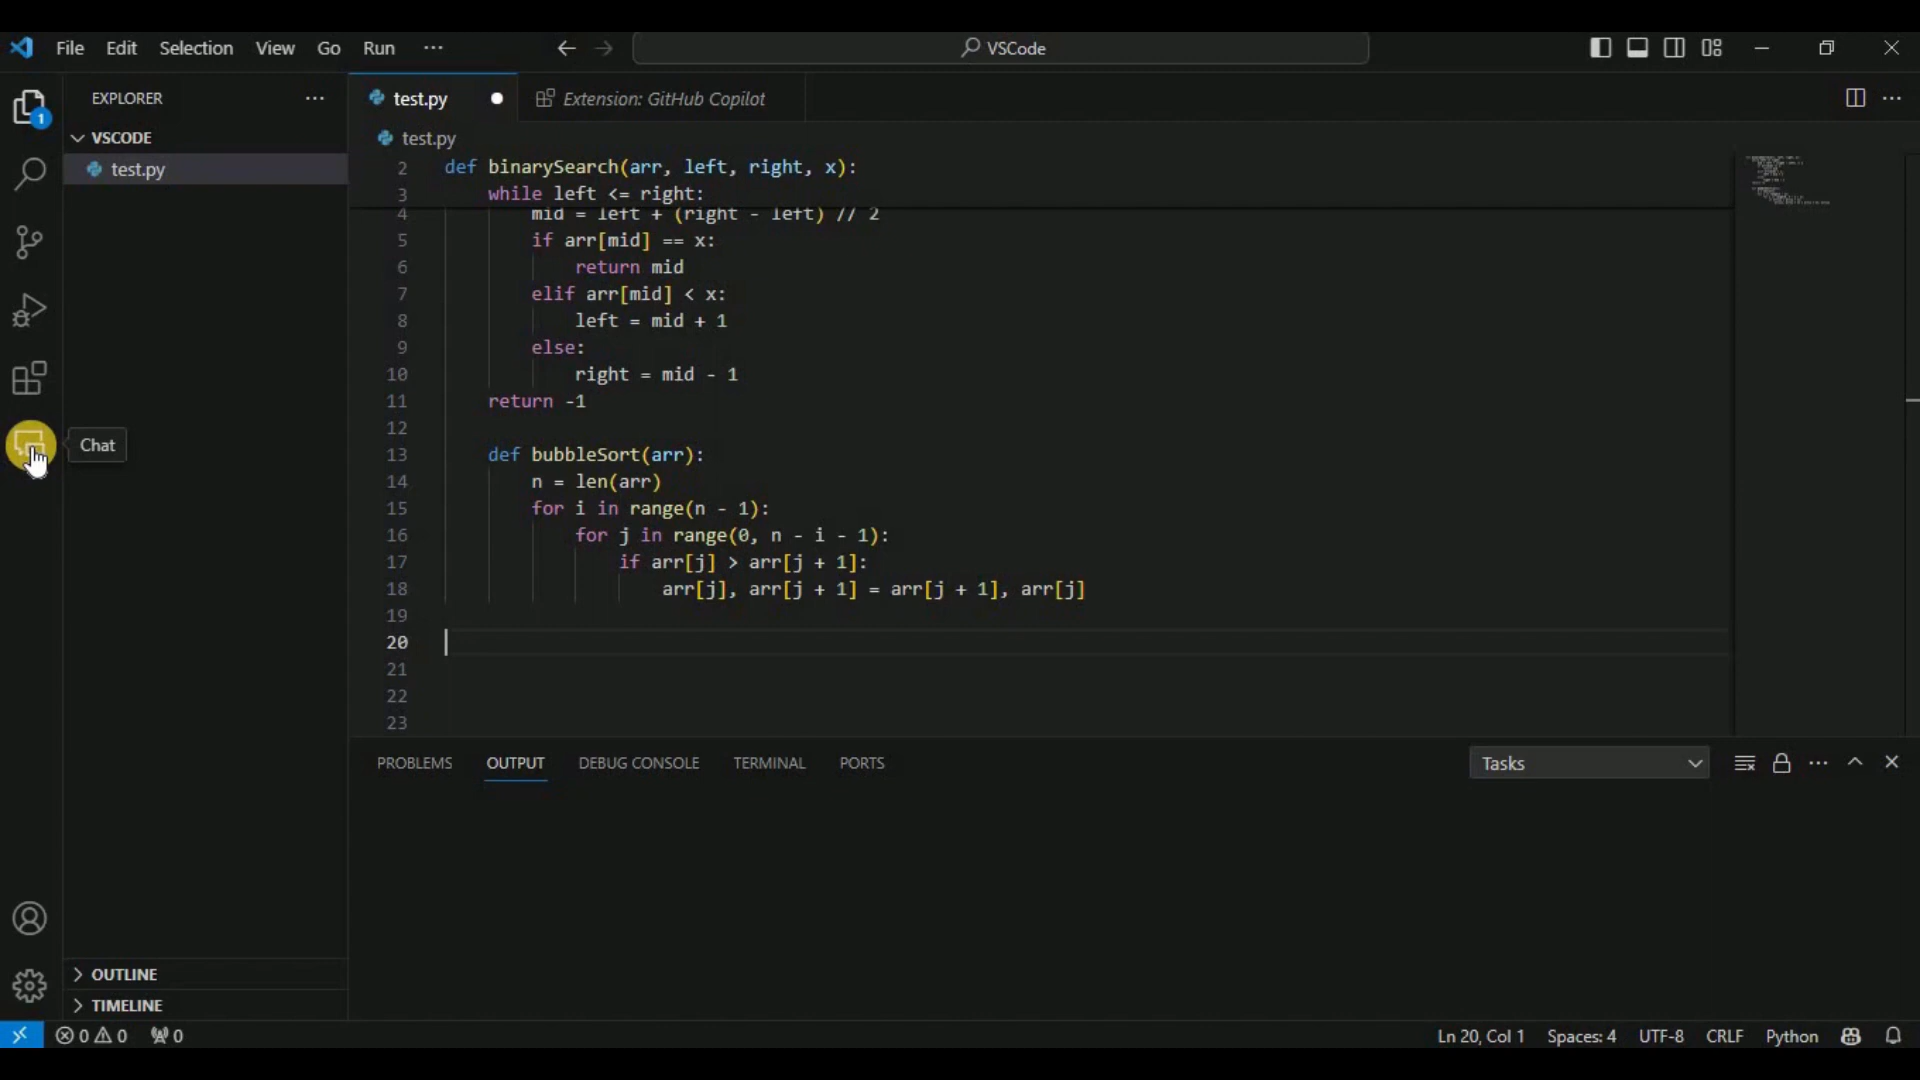 File Edit Selection View Go Run ···
VSCode
EXPLORER ···
1
VSCODE
test.py
Chat
OUTLINE
TIMELINE
test.py
Extension: GitHub Copilot
···
test.py
2 def binarySearch(arr, left, right, x):
3 while left <= right:
4 mid = left + (right - left) // 2
5 if arr[mid] == x:
6 return mid
7 elif arr[mid] < x:
8 left = mid + 1
9 else:
10 right = mid - 1
11 return -1
12
13 def bubbleSort(arr):
14 n = len(arr)
15 for i in range(n - 1):
16 for j in range(0, n - i - 1):
17 if arr[j] > arr[j + 1]:
18 arr[j], arr[j + 1] = arr[j + 1], arr[j]
19
20
21
22
23
PROBLEMS OUTPUT DEBUG CONSOLE TERMINAL PORTS
Tasks ···
0 0 0
Ln 20, Col 1 Spaces: 4 UTF-8 CRLF Python